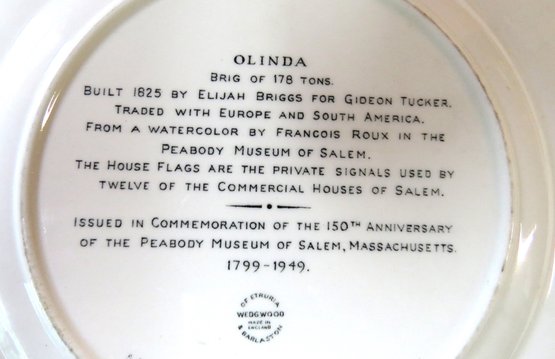 OLINDA
BRIG OF 178 TONS.
BUILT 1825 BY ELIJAH BRIGGS FOR GIDEON TUCKER.
TRADED WITH EUROPE AND SOUTH AMERICA.
FROM A WATERCOLOR BY FRANCOIS ROUX IN THE
PEABODY MUSEUM OF SALEM.
THE HOUSE FLAGS ARE THE PRIVATE SIGNALS USED BY
TWELVE OF THE COMMERCIAL HOUSES OF SALEM.
ISSUED IN COMMEMORATION OF THE 150TH ANNIVERSARY
OF THE PEABODY MUSEUM OF SALEM, MASSACHUSETTS.
1799-1949.
OF ETRURIA
WEDGWOOD
MADE IN
ENGLAND
& BARLASTON